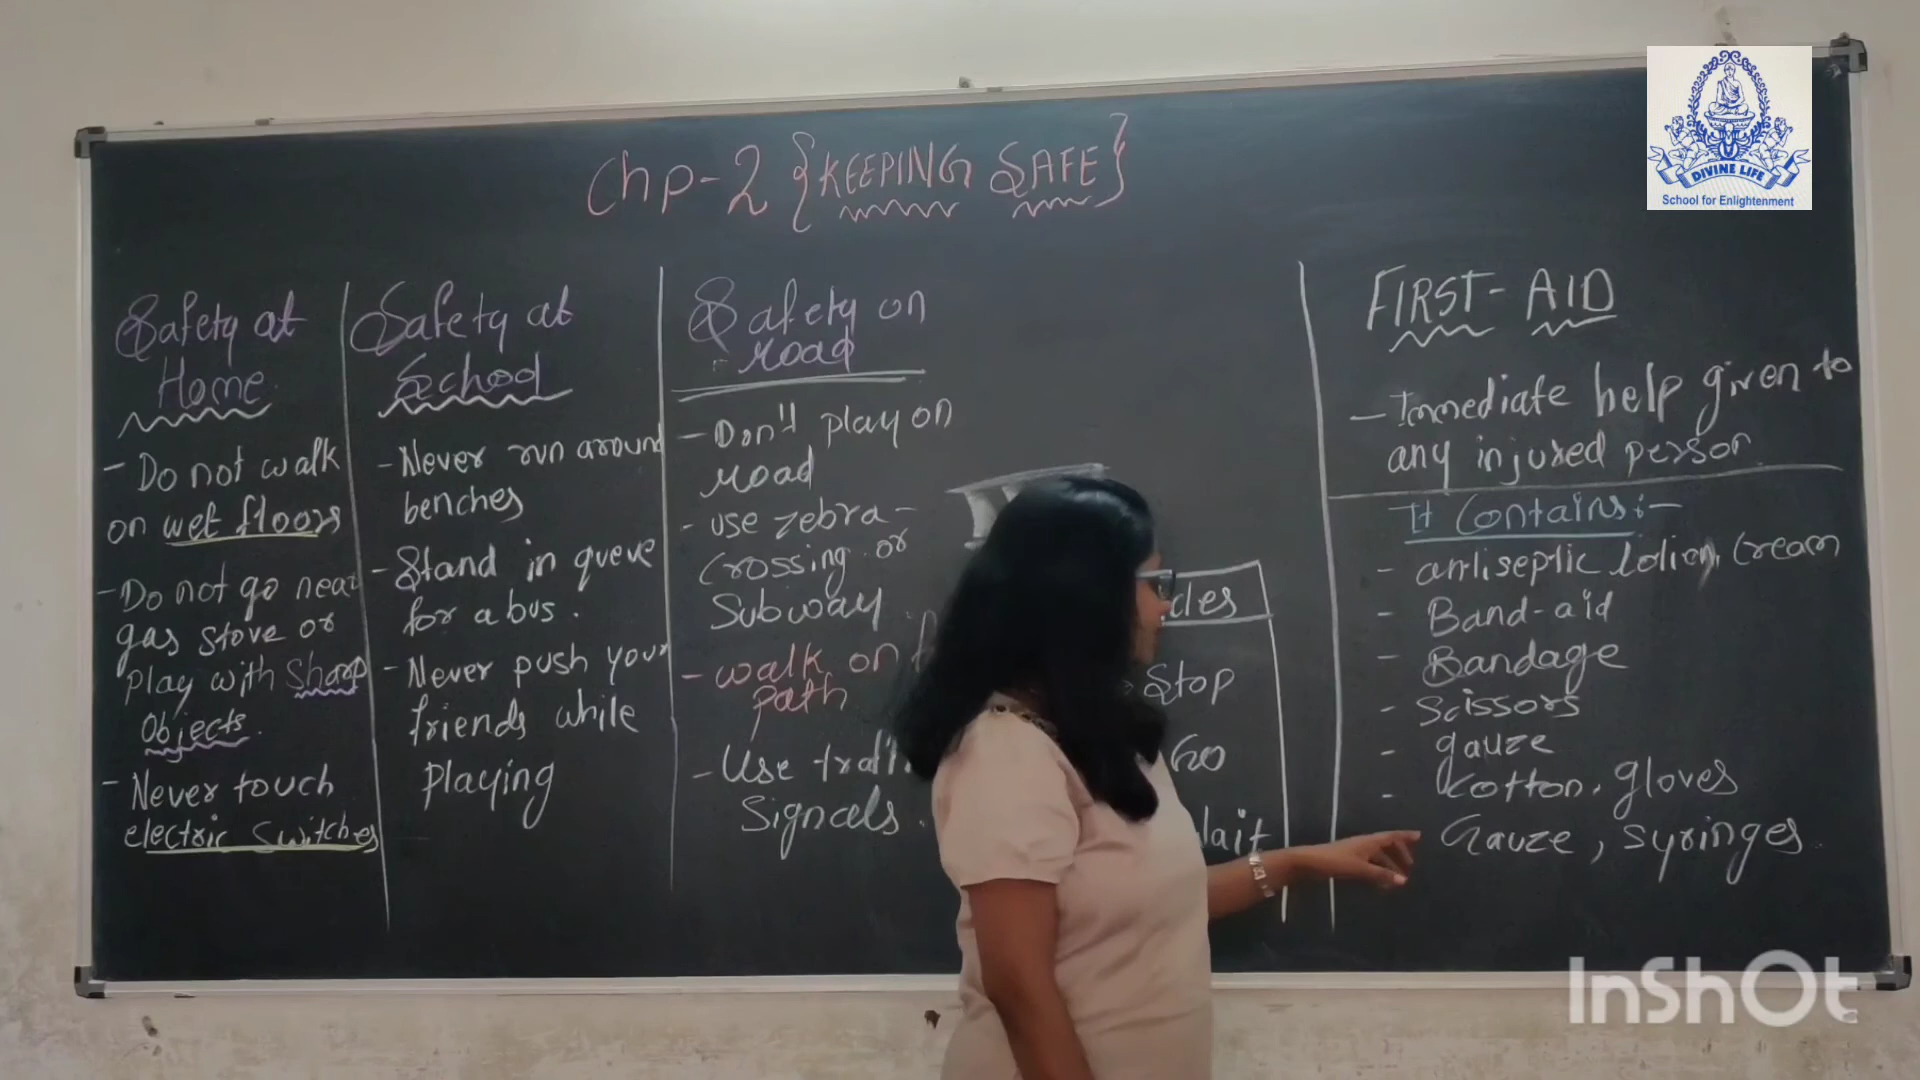 Chp-2 {KEEPING SAFE}
Safety at
Home
- Do not walk
on wet floors
- Do not go near
gas stove or
play with sharp
Objects.
- Never touch
electric switches
Safety at
School
- Never run around
benches
- Stand in queue
for a bus.
- Never push your
friends while
Playing
Safety on
road
- Don't play on
road
- use zebra-
crossing or
Subway
- walk on
path
- Use
Signals.
Stop
Go
FIRST-AID
- Immediate help given to
any injured person.
It Contains:-
- antiseptic lotion, Cream
- Band-aid
- Bandage
- Scissors
- gauze
- Cotton, gloves
Gauze, Syringes.
DIVINE LIFE
School for Enlightenment
InShOt